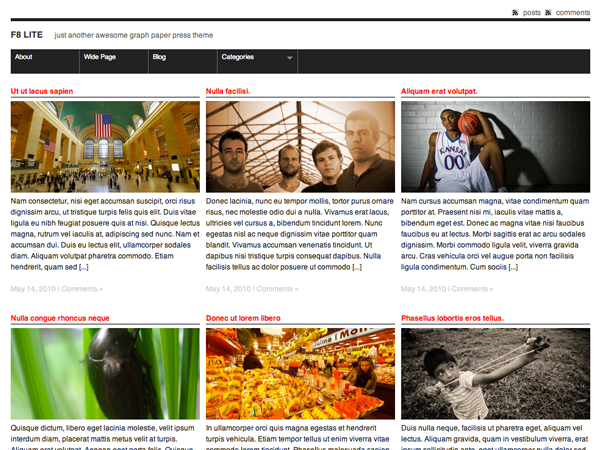 posts comments
F8 LITE just another awesome graph paper press theme
About Wide Page Blog Categories
Ut ut lacus sapien
Nam consectetur, nisi eget accumsan suscipit, orci risus
dignissim arcu, ut tristique turpis felis quis elit. Duis vitae
ligula eu nibh feugiat posuere quis at nisi. Quisque lectus
magna, rutrum vel iaculis at, adipiscing sed nunc. Nam et
accumsan dui. Duis eu lectus elit, ullamcorper sodales
diam. Aliquam volutpat pharetra commodo. Etiam
hendrerit, quam sed [...]
May 14, 2010 | Comments »
Nulla facilisi.
Donec lacinia, nunc eu tempor mollis, tortor purus ornare
risus, nec molestie odio dui a nulla. Vivamus erat lacus,
ultricies vel cursus a, bibendum tincidunt lorem. Nunc
egestas nisl ac neque dignissim vitae porttitor quam
blandit. Vivamus accumsan venenatis tincidunt. Ut
dapibus nisl tristique turpis consequat dapibus. Nulla
facilisis tellus ac dolor posuere ut commodo [...]
May 14, 2010 | Comments »
Aliquam erat volutpat.
KANSAS
00
Nam cursus accumsan magna, vitae condimentum quam
porttitor at. Praesent nisi mi, iaculis vitae mattis a,
bibendum eget est. Donec ac magna vitae nisi faucibus
faucibus eu at lectus. Morbi sagittis erat ac arcu sodales
dignissim. Morbi commodo ligula velit, viverra gravida
arcu. Cras vehicula orci vel augue porta non facilisis
ligula condimentum. Cum sociis [...]
May 14, 2010 | Comments »
Nulla congue rhoncus neque
Quisque dictum, libero eget lacinia molestie, velit ipsum
interdum diam, placerat mattis metus velit at turpis.
Aliquam erat volutpat. Aenean eget porta felis. Quisque
Donec ut lorem libero
In ullamcorper orci quis magna egestas et hendrerit
turpis vehicula. Etiam tempor tellus ut enim viverra vitae
Phasellus lobortis eros tellus.
Duis nulla neque, facilisis ut pharetra eget, aliquam vel
lectus. Aliquam gravida, quam in vestibulum viverra, erat